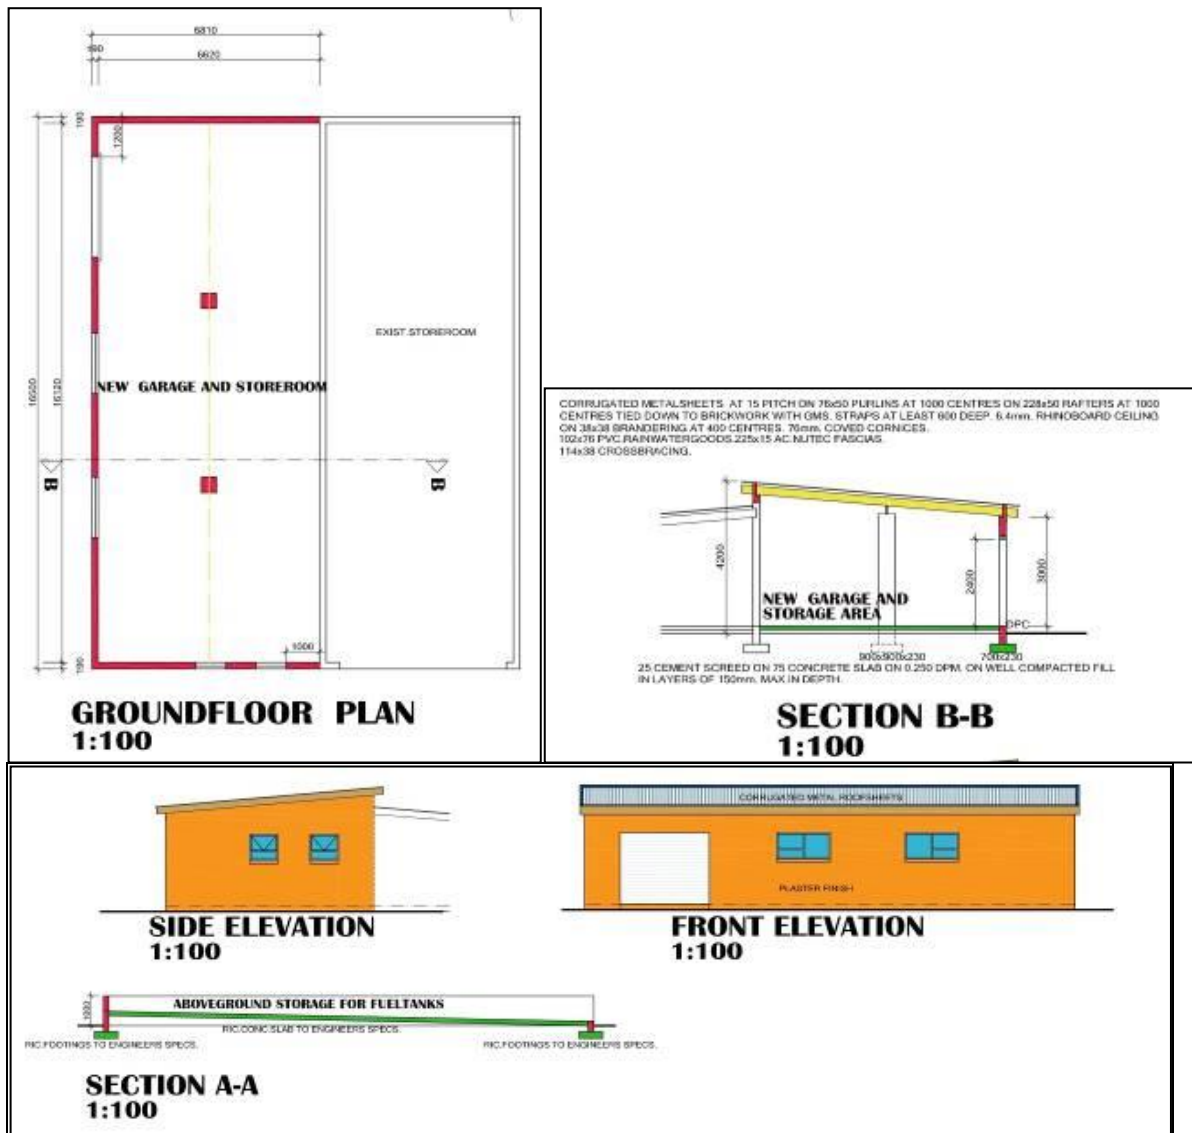 6810
190
6620
190
1200
EXIST.STOREROOM
NEW GARAGE AND STOREROOM
16500
16120
B
B
1000
190
GROUNDFLOOR PLAN
1:100
CORRUGATED METALSHEETS AT 15 PITCH ON 76x50 PURLINS AT 1000 CENTRES ON 228x50 RAFTERS AT 1000
CENTRES TIED DOWN TO BRICKWORK WITH GMS. STRAPS AT LEAST 600 DEEP. 6.4mm. RHINOBOARD CEILING
ON 38x38 BRANDERING AT 400 CENTRES. 76mm. COVED CORNICES.
102x76 PVC.RAINWATERGOODS.225x15 AC.NUTEC FASCIAS.
114x38 CROSSBRACING.
4200
2400
3000
NEW GARAGE AND
STORAGE AREA
DPC
900x900x230
700x230
25 CEMENT SCREED ON 75 CONCRETE SLAB ON 0.250 DPM. ON WELL COMPACTED FILL
IN LAYERS OF 150mm. MAX.IN DEPTH.
SECTION B-B
1:100
CORRUGATED METAL ROOFSHEETS
PLASTER FINISH
SIDE ELEVATION
1:100
FRONT ELEVATION
1:100
1000
ABOVEGROUND STORAGE FOR FUELTANKS
R\C.CONC.SLAB TO ENGINEERS SPECS.
R\C.FOOTINGS TO ENGINEERS SPECS.
R\C.FOOTINGS TO ENGINEERS SPECS.
SECTION A-A
1:100